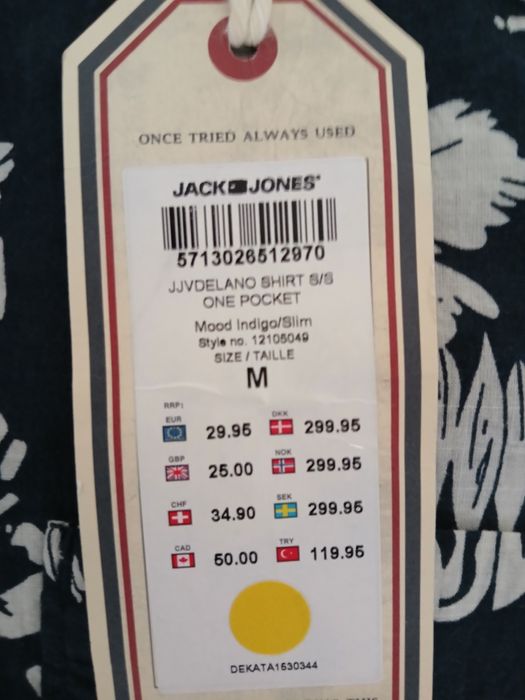 ONCE TRIED ALWAYS USED
JACK JONES
5713026512970
JJVDELANO SHIRT S/S
ONE POCKET
Mood Indigo/Slim
Style no. 12105049
SIZE / TAILLE
M
RRP:
EUR 29.95 DKK 299.95
GBP 25.00 NOK 299.95
CHF 34.90 SEK 299.95
CAD 50.00 TRY 119.95
DEKATA1530344